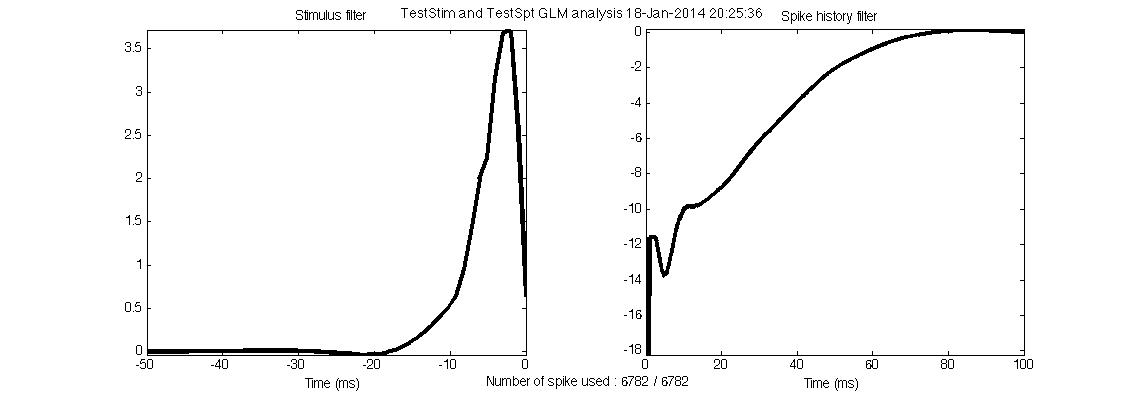 TestStim and TestSpt GLM analysis 18-Jan-2014 20:25:36
Stimulus filter
3.5
3
2.5
2
1.5
1
0.5
0
-50 -40 -30 -20 -10 0
Time (ms)
Spike history filter
0
-2
-4
-6
-8
-10
-12
-14
-16
-18
0 20 40 60 80 100
Time (ms)
Number of spike used : 6782 / 6782